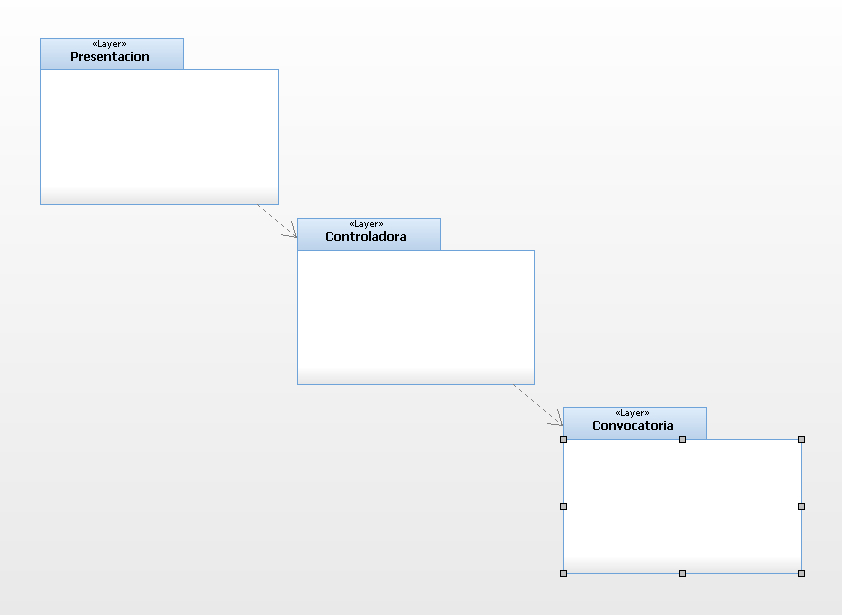 «Layer»
Presentacion
«Layer»
Controladora
«Layer»
Convocatoria